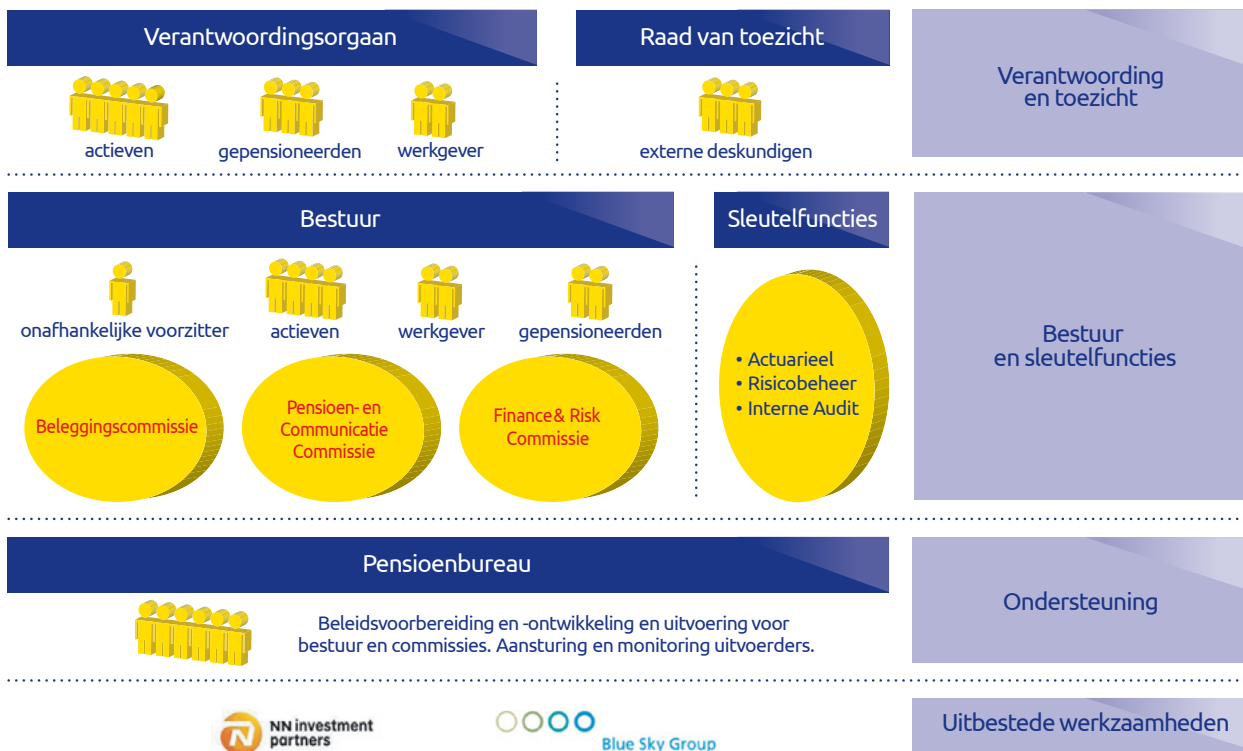 Verantwoordingsorgaan
Raad van toezicht
Verantwoording
en toezicht
actieven
gepensioneerden
werkgever
externe deskundigen
Bestuur
Sleutelfuncties
Bestuur
en sleutelfuncties
onafhankelijke voorzitter
actieven
werkgever
gepensioneerden
Beleggingscommissie
Pensioen- en
Communicatie
Commissie
Finance & Risk
Commissie
• Actuarieel
• Risicobeheer
• Interne Audit
Pensioenbureau
Ondersteuning
Beleidsvoorbereiding en -ontwikkeling en uitvoering voor
bestuur en commissies. Aansturing en monitoring uitvoerders.
NN investment
partners
Blue Sky Group
Uitbestede werkzaamheden